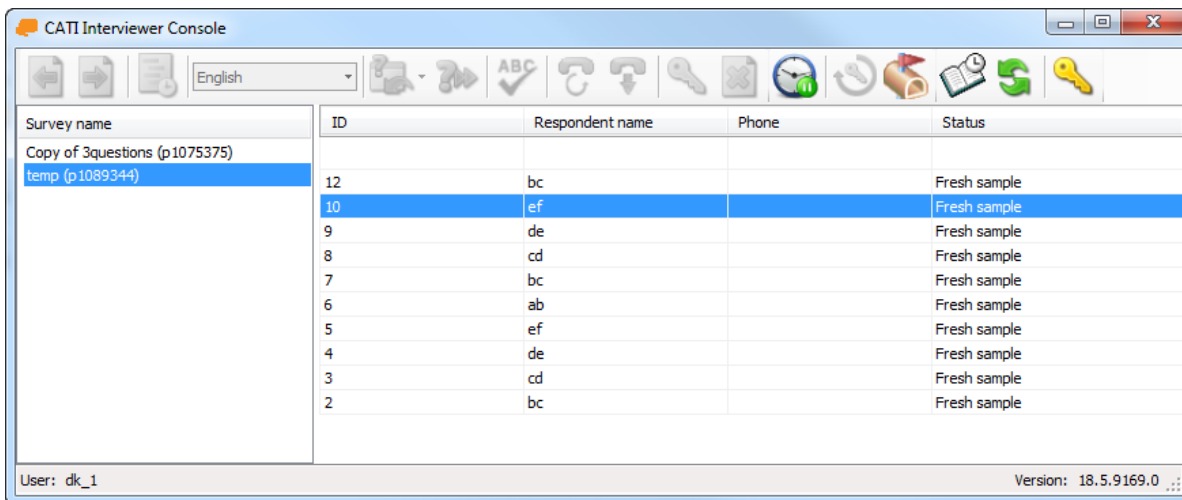 CATI Interviewer Console
English
ABC
Survey name
Copy of 3questions (p1075375)
temp (p1089344)
ID Respondent name Phone Status
12 bc Fresh sample
10 ef Fresh sample
9 de Fresh sample
8 cd Fresh sample
7 bc Fresh sample
6 ab Fresh sample
5 ef Fresh sample
4 de Fresh sample
3 cd Fresh sample
2 bc Fresh sample
User: dk_1 Version: 18.5.9169.0